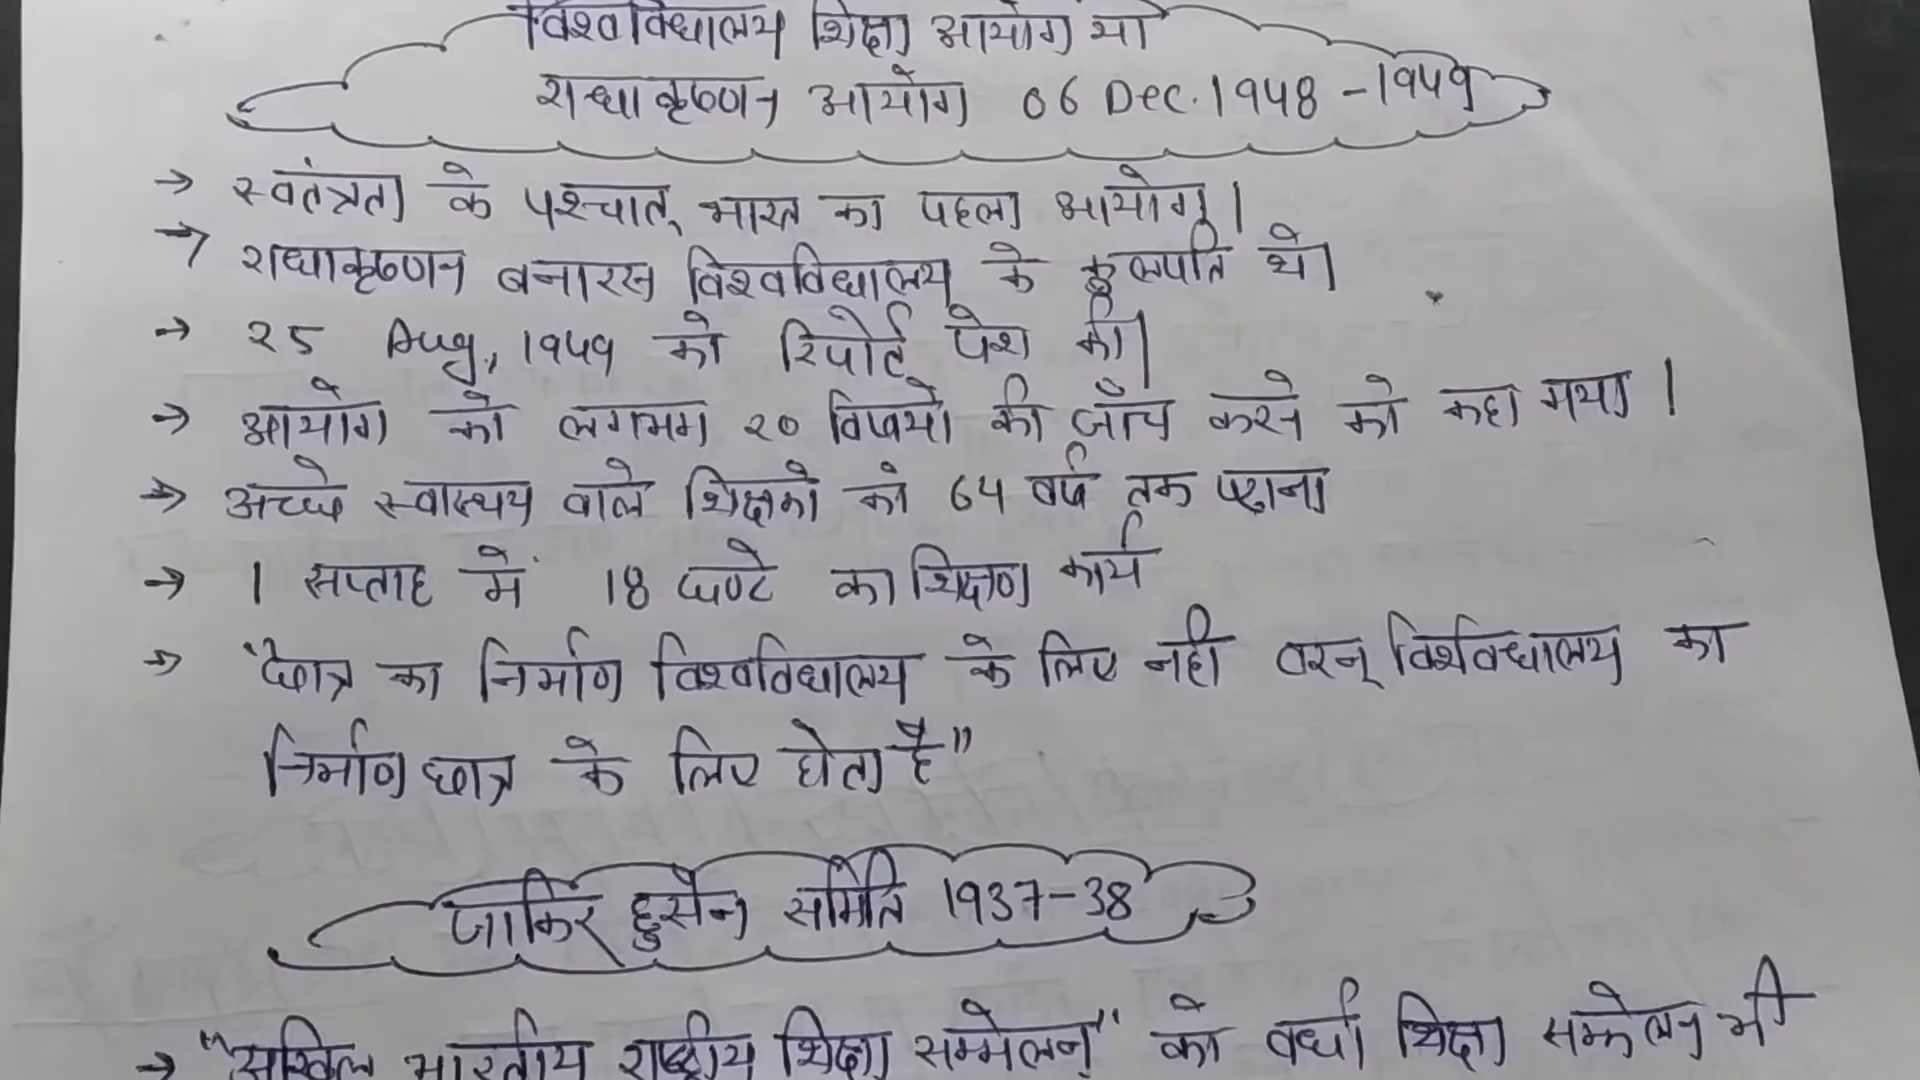 विश्वविद्यालय शिक्षा आयोग या
राधाकृष्णन आयोग 06 Dec. 1948 - 1949
→ स्वतंत्रता के पश्चात् भारत का पहला आयोग।
→ राधाकृष्णन बनारस विश्वविद्यालय के कुलपति थे।
→ 25 Aug, 1949 को रिपोर्ट पेश की।
→ आयोग को लगभग 20 विषयों की जाँच करने को कहा गया।
→ अच्छे स्वास्थय वाले शिक्षकों को 64 वर्ष तक
→ 1 सप्ताह में 18 घण्टे का शिक्षण कार्य
→ "छात्र का निर्माण विश्वविद्यालय के लिए नही वरन् विश्वविद्यालय का
निर्माण छात्र के लिए होता है"
जाकिर हुसैन समिति 1937-38
→ "अखिल भारतीय राष्ट्रीय शिक्षा सम्मेलन" को वर्धा शिक्षा सम्मेलन भी